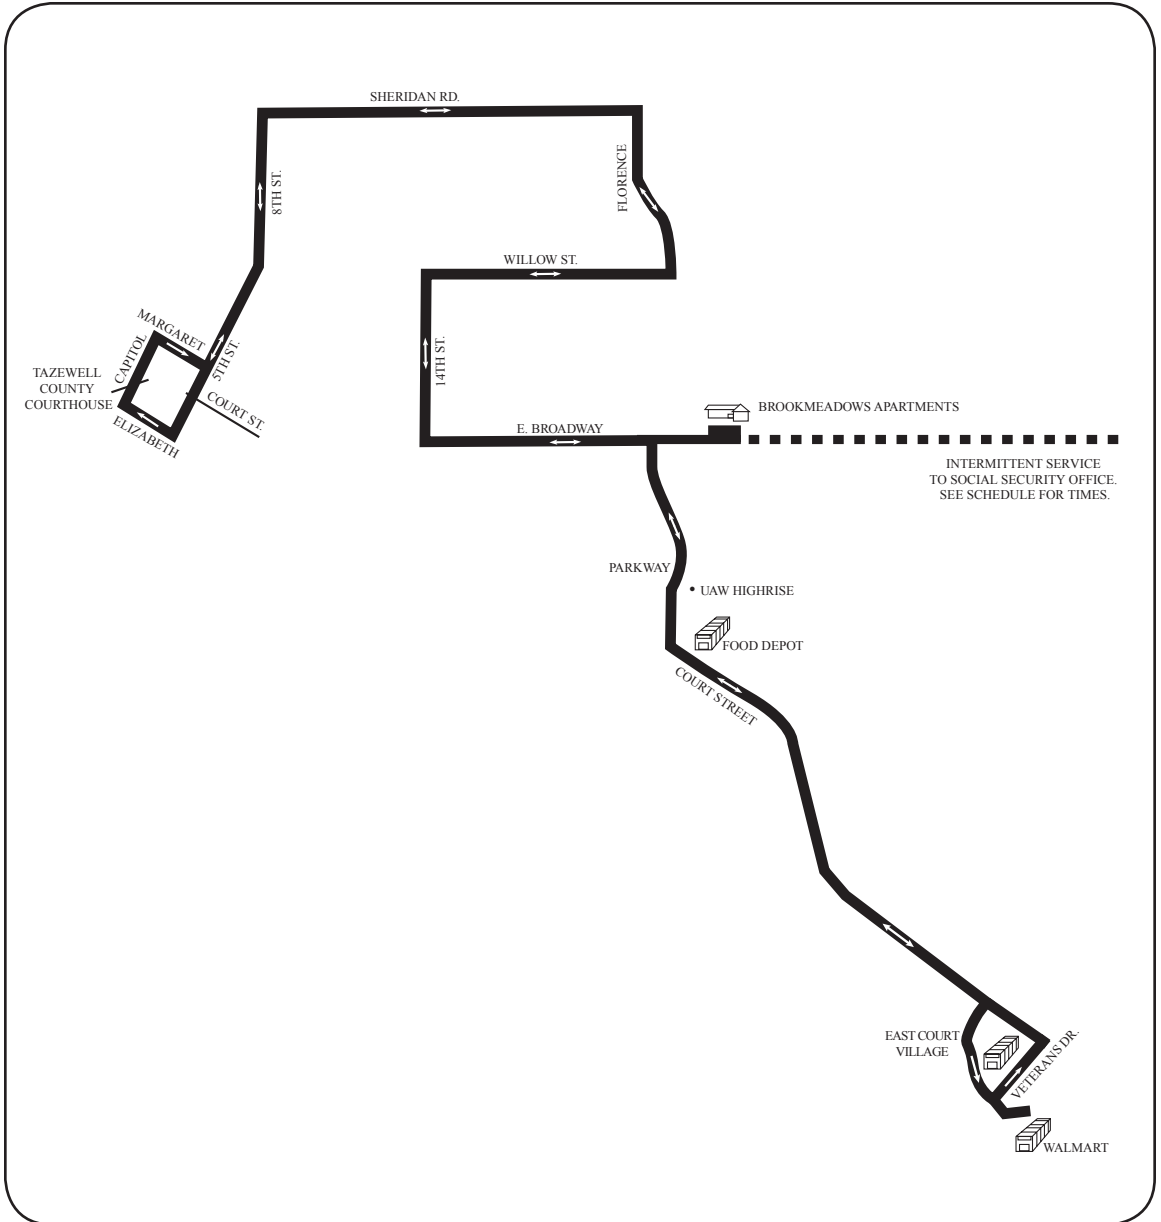 SHERIDAN RD.
8TH ST.
FLORENCE
WILLOW ST.
MARGARET
CAPITOL
5TH ST.
14TH ST.
TAZEWELL
COUNTY
COURTHOUSE
COURT ST.
ELIZABETH
BROOKMEADOWS APARTMENTS
E. BROADWAY
INTERMITTENT SERVICE
TO SOCIAL SECURITY OFFICE.
SEE SCHEDULE FOR TIMES.
PARKWAY
UAW HIGHRISE
FOOD DEPOT
COURT STREET
EAST COURT
VILLAGE
VETERANS DR.
WALMART